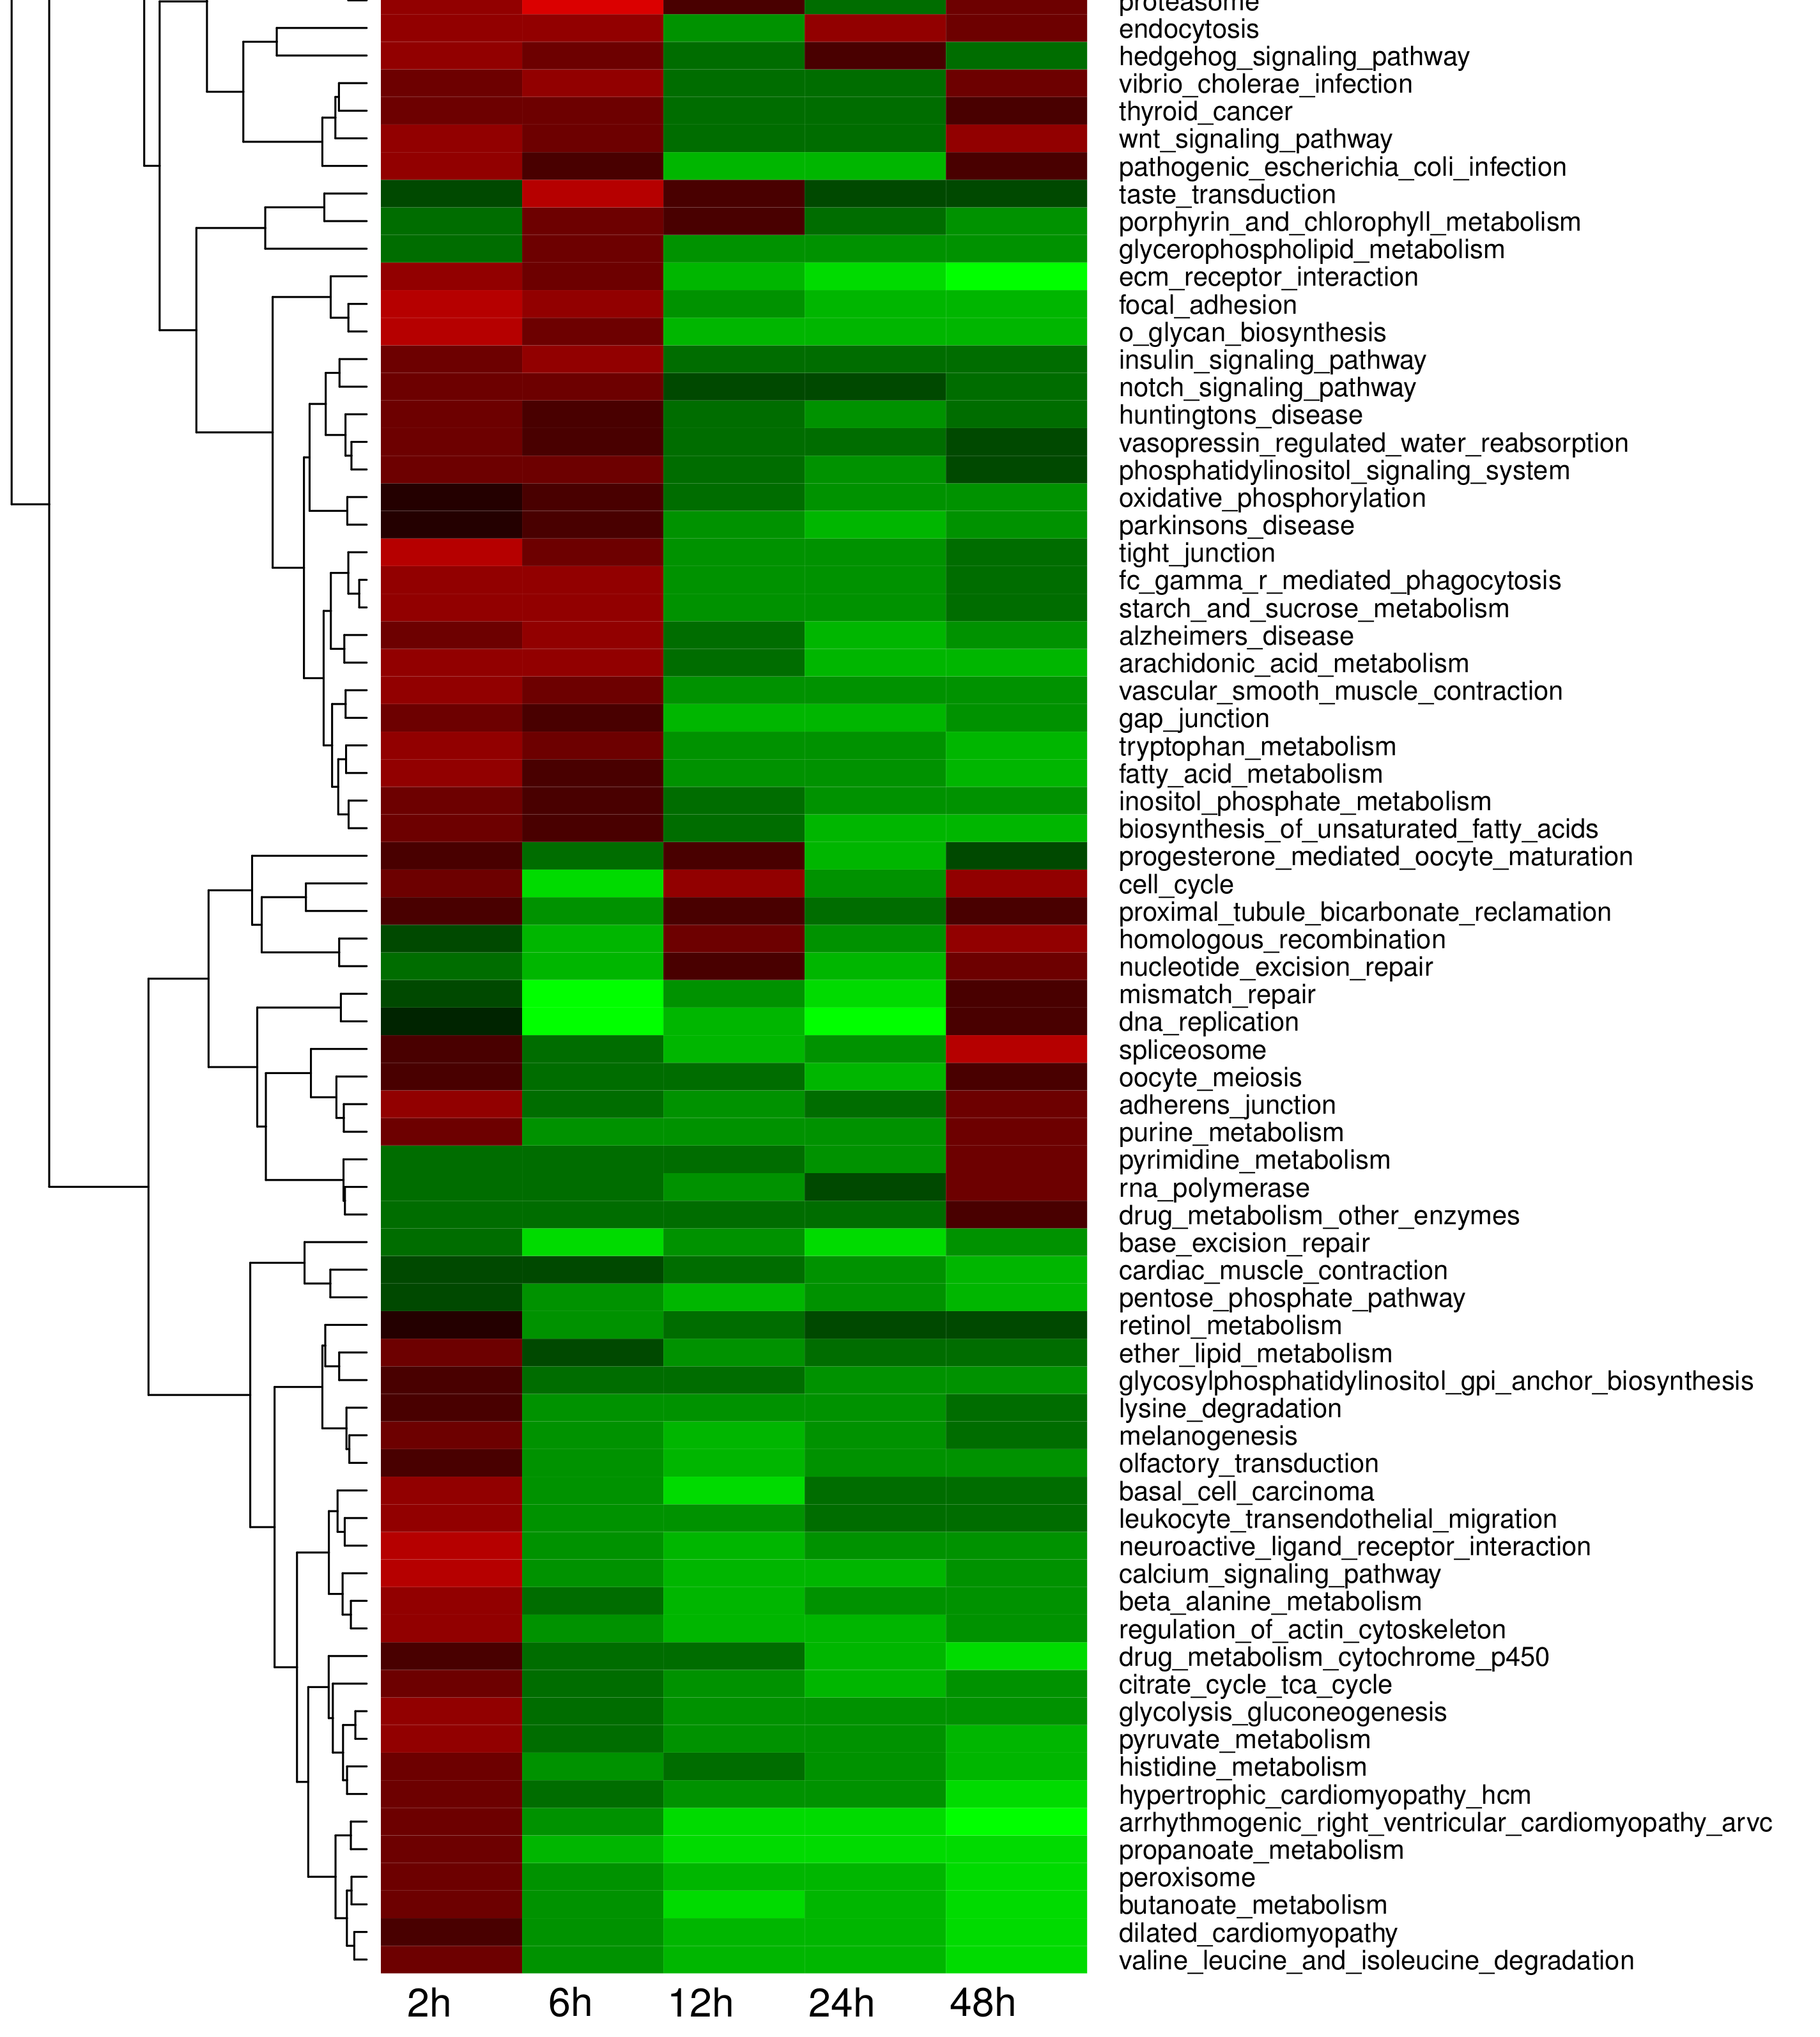 proteasome
endocytosis
hedgehog_signaling_pathway
vibrio_cholerae_infection
thyroid_cancer
wnt_signaling_pathway
pathogenic_escherichia_coli_infection
taste_transduction
porphyrin_and_chlorophyll_metabolism
glycerophospholipid_metabolism
ecm_receptor_interaction
focal_adhesion
o_glycan_biosynthesis
insulin_signaling_pathway
notch_signaling_pathway
huntingtons_disease
vasopressin_regulated_water_reabsorption
phosphatidylinositol_signaling_system
oxidative_phosphorylation
parkinsons_disease
tight_junction
fc_gamma_r_mediated_phagocytosis
starch_and_sucrose_metabolism
alzheimers_disease
arachidonic_acid_metabolism
vascular_smooth_muscle_contraction
gap_junction
tryptophan_metabolism
fatty_acid_metabolism
inositol_phosphate_metabolism
biosynthesis_of_unsaturated_fatty_acids
progesterone_mediated_oocyte_maturation
cell_cycle
proximal_tubule_bicarbonate_reclamation
homologous_recombination
nucleotide_excision_repair
mismatch_repair
dna_replication
spliceosome
oocyte_meiosis
adherens_junction
purine_metabolism
pyrimidine_metabolism
rna_polymerase
drug_metabolism_other_enzymes
base_excision_repair
cardiac_muscle_contraction
pentose_phosphate_pathway
retinol_metabolism
ether_lipid_metabolism
glycosylphosphatidylinositol_gpi_anchor_biosynthesis
lysine_degradation
melanogenesis
olfactory_transduction
basal_cell_carcinoma
leukocyte_transendothelial_migration
neuroactive_ligand_receptor_interaction
calcium_signaling_pathway
beta_alanine_metabolism
regulation_of_actin_cytoskeleton
drug_metabolism_cytochrome_p450
citrate_cycle_tca_cycle
glycolysis_gluconeogenesis
pyruvate_metabolism
histidine_metabolism
hypertrophic_cardiomyopathy_hcm
arrhythmogenic_right_ventricular_cardiomyopathy_arvc
propanoate_metabolism
peroxisome
butanoate_metabolism
dilated_cardiomyopathy
valine_leucine_and_isoleucine_degradation
2h 6h 12h 24h 48h